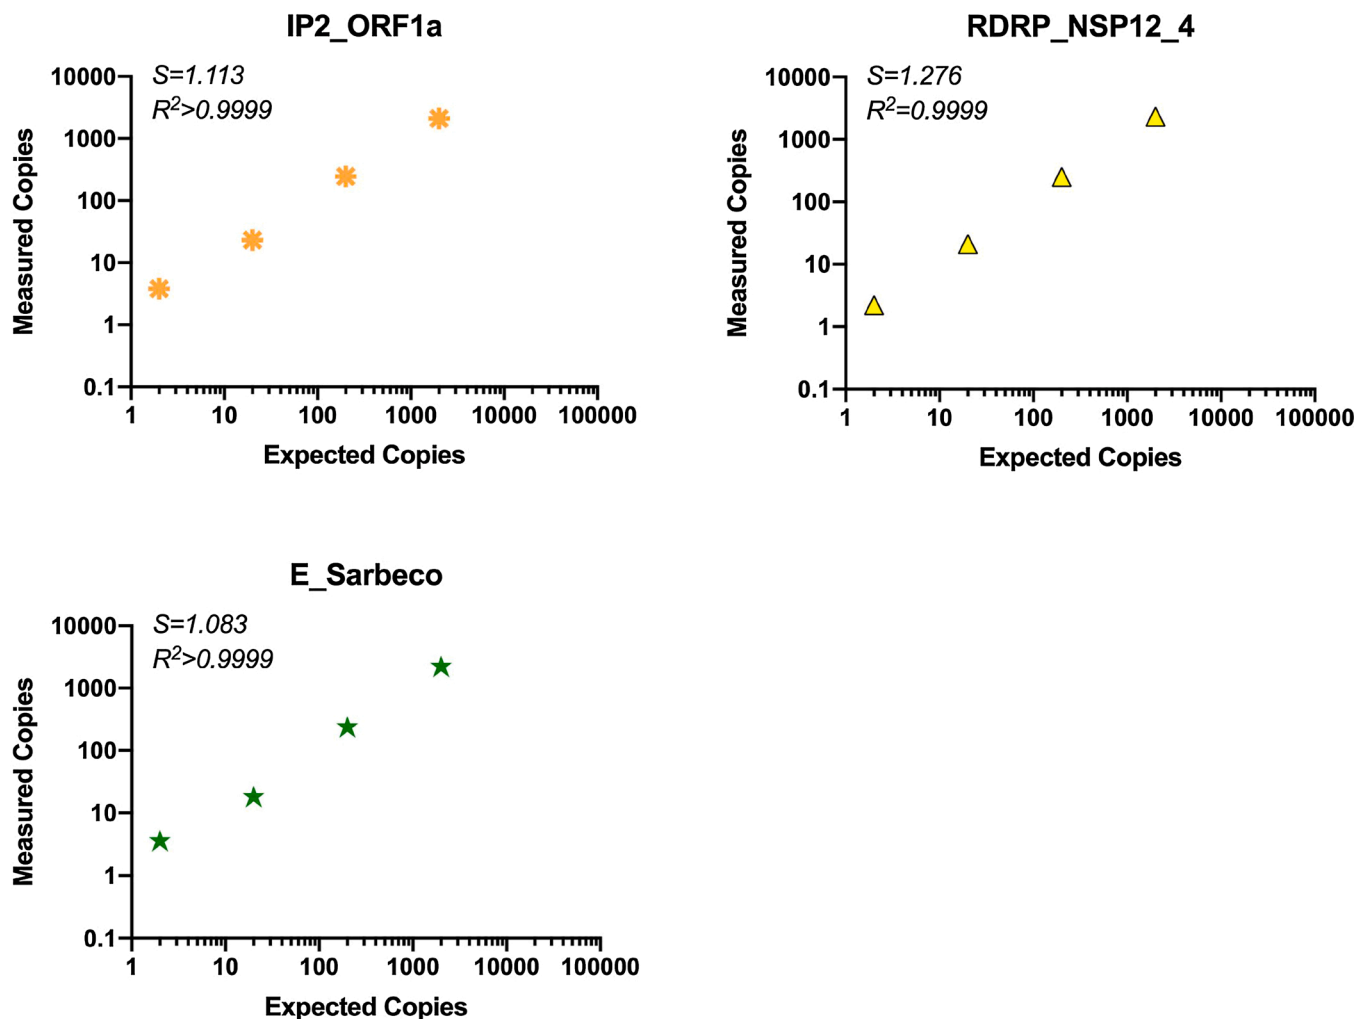 IP2_ORF1a
S=1.113
R²>0.9999
Measured Copies
10000
1000
100
10
1
0.1
1 10 100 1000 10000 100000
Expected Copies
RDRP_NSP12_4
S=1.276
R²=0.9999
Measured Copies
10000
1000
100
10
1
0.1
1 10 100 1000 10000 100000
Expected Copies
E_Sarbeco
S=1.083
R²>0.9999
Measured Copies
10000
1000
100
10
1
0.1
1 10 100 1000 10000 100000
Expected Copies